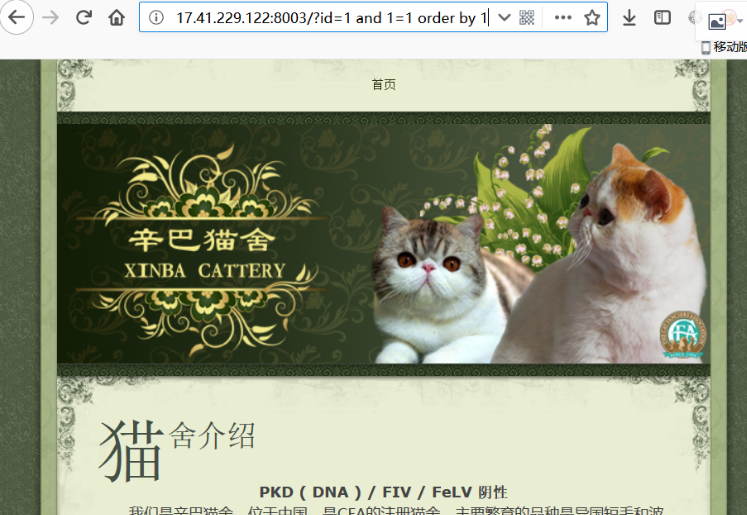 17.41.229.122:8003/?id=1 and 1=1 order by 1
移动版
首页
辛巴猫舍
XINBA CATTERY
CFA
猫舍介绍
PKD ( DNA ) / FIV / FeLV 阴性
我们是辛巴猫舍，位于中国，是CFA的注册猫舍，主要繁育的品种是异国短毛和波